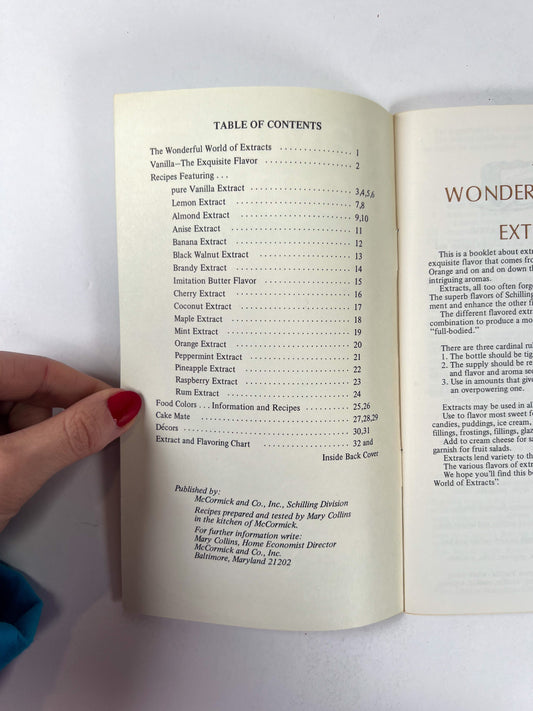 TABLE OF CONTENTS
The Wonderful World of Extracts . . . . . . . . . . . . . . . 1
Vanilla—The Exquisite Flavor . . . . . . . . . . . . . . . . . 2
Recipes Featuring . . .
pure Vanilla Extract . . . . . . . . . . . . . . . . . . . . 3,4,5,6
Lemon Extract . . . . . . . . . . . . . . . . . . . . . . . 7,8
Almond Extract . . . . . . . . . . . . . . . . . . . . . . 9,10
Anise Extract . . . . . . . . . . . . . . . . . . . . . . . 11
Banana Extract . . . . . . . . . . . . . . . . . . . . . . 12
Black Walnut Extract . . . . . . . . . . . . . . . . . . 13
Brandy Extract . . . . . . . . . . . . . . . . . . . . . . 14
Imitation Butter Flavor . . . . . . . . . . . . . . . . 15
Cherry Extract . . . . . . . . . . . . . . . . . . . . . . 16
Coconut Extract . . . . . . . . . . . . . . . . . . . . . 17
Maple Extract . . . . . . . . . . . . . . . . . . . . . . 18
Mint Extract . . . . . . . . . . . . . . . . . . . . . . . 19
Orange Extract . . . . . . . . . . . . . . . . . . . . . 20
Peppermint Extract . . . . . . . . . . . . . . . . . . 21
Pineapple Extract . . . . . . . . . . . . . . . . . . . 22
Raspberry Extract . . . . . . . . . . . . . . . . . . . 23
Rum Extract . . . . . . . . . . . . . . . . . . . . . . . 24
Food Colors . . . Information and Recipes . . . . . . . . . . 25,26
Cake Mate . . . . . . . . . . . . . . . . . . . . . . . . 27,28,29
Décors . . . . . . . . . . . . . . . . . . . . . . . . . . 30,31
Extract and Flavoring Chart . . . . . . . . . . . . . . . 32 and
Inside Back Cover
Published by:
McCormick and Co., Inc., Schilling Division
Recipes prepared and tested by Mary Collins
in the kitchen of McCormick.
For further information write:
Mary Collins, Home Economist Director
McCormick and Co., Inc.
Baltimore, Maryland 21202
WONDER
EXT
This is a booklet about ext
exquisite flavor that comes fro
Orange and on and on down th
intriguing aromas.
Extracts, all too often forg
The superb flavors of Schilling
ment and enhance the other fl
The different flavored extr
combination to produce a mo
"full-bodied."
There are three cardinal ru
1. The bottle should be tig
2. The supply should be re
and flavor and aroma see
3. Use in amounts that give
an overpowering one.
Extracts may be used in al
Use to flavor most sweet f
candies, puddings, ice cream,
fillings, frostings, fillings, glaz
Add to cream cheese for sa
garnish for fruit salads.
Extracts lend variety to th
The various flavors of extr
We hope you'll find this b
World of Extracts".